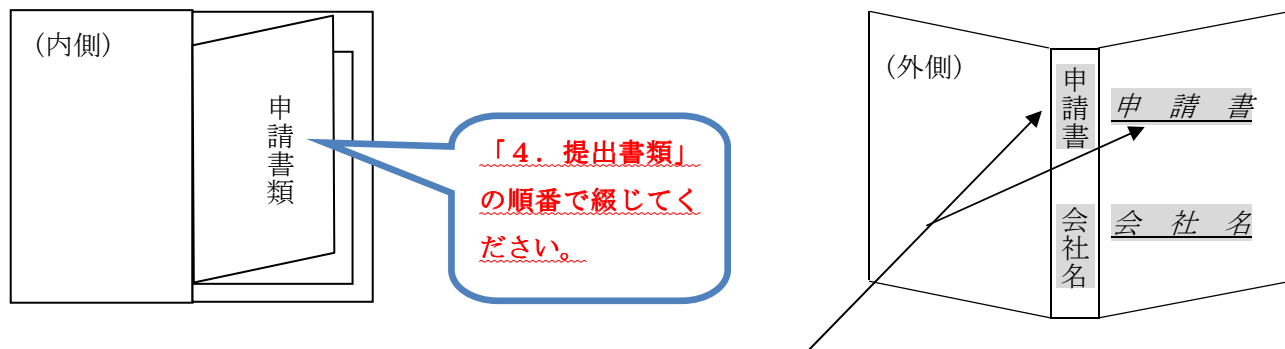 （内側）
申請書類
「４．提出書類」
の順番で綴じてく
ださい。
（外側）
申請書
会社名
申　請　書
会　社　名